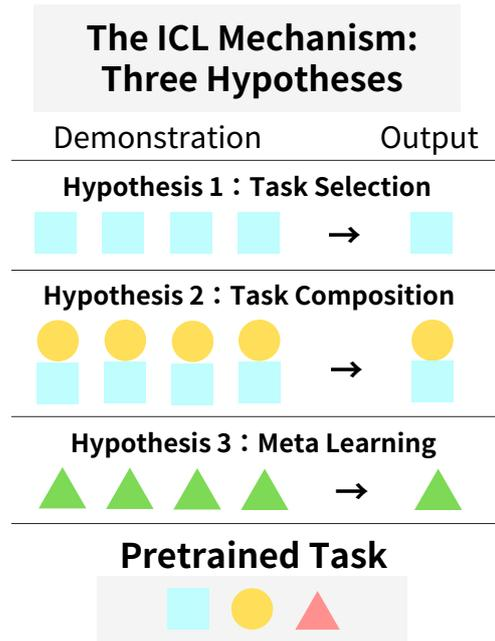 The ICL Mechanism:
Three Hypotheses
Demonstration Output
Hypothesis 1：Task Selection
→
Hypothesis 2：Task Composition
→
Hypothesis 3：Meta Learning
→
Pretrained Task